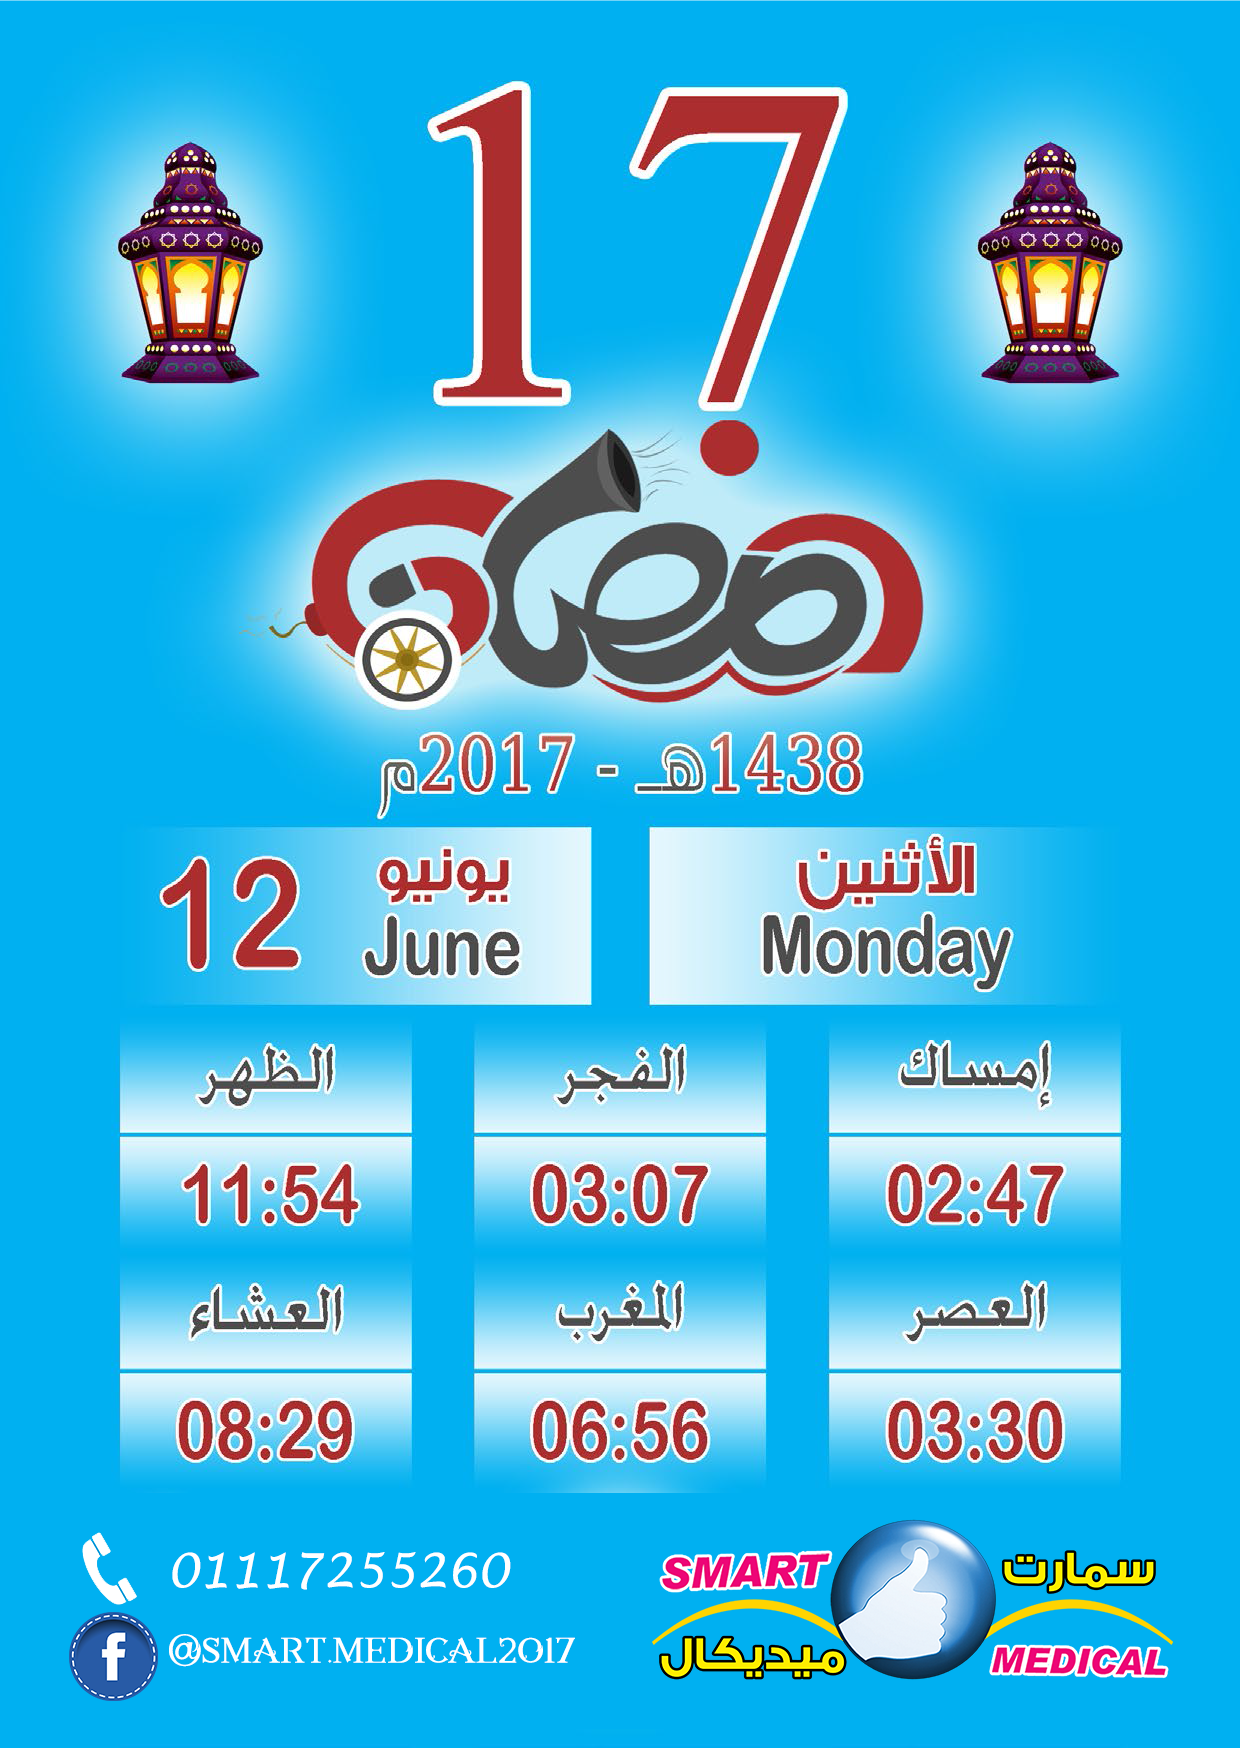 17
رمضان
1438هـ - 2017م
الأثنين
Monday
يونيو
June
12
إمساك
الفجر
الظهر
02:47
03:07
11:54
العصر
المغرب
العشاء
03:30
06:56
08:29
01117255260
@SMART.MEDICAL2017
SMART
سمارت
ميديكال
MEDICAL